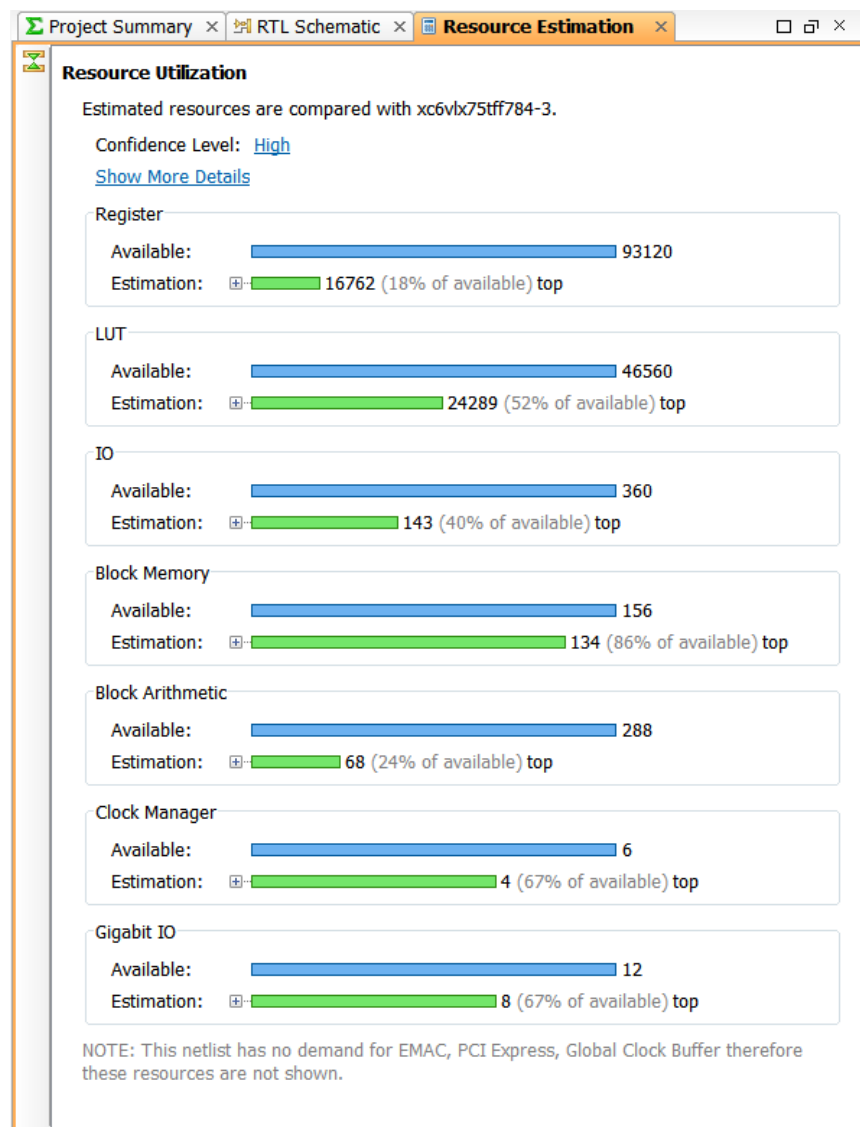 Project Summary RTL Schematic Resource Estimation
Resource Utilization
Estimated resources are compared with xc6vlx75tff784-3.
Confidence Level: High
Show More Details
Register
Available: 93120
Estimation: 16762 (18% of available) top
LUT
Available: 46560
Estimation: 24289 (52% of available) top
IO
Available: 360
Estimation: 143 (40% of available) top
Block Memory
Available: 156
Estimation: 134 (86% of available) top
Block Arithmetic
Available: 288
Estimation: 68 (24% of available) top
Clock Manager
Available: 6
Estimation: 4 (67% of available) top
Gigabit IO
Available: 12
Estimation: 8 (67% of available) top
NOTE: This netlist has no demand for EMAC, PCI Express, Global Clock Buffer therefore
these resources are not shown.